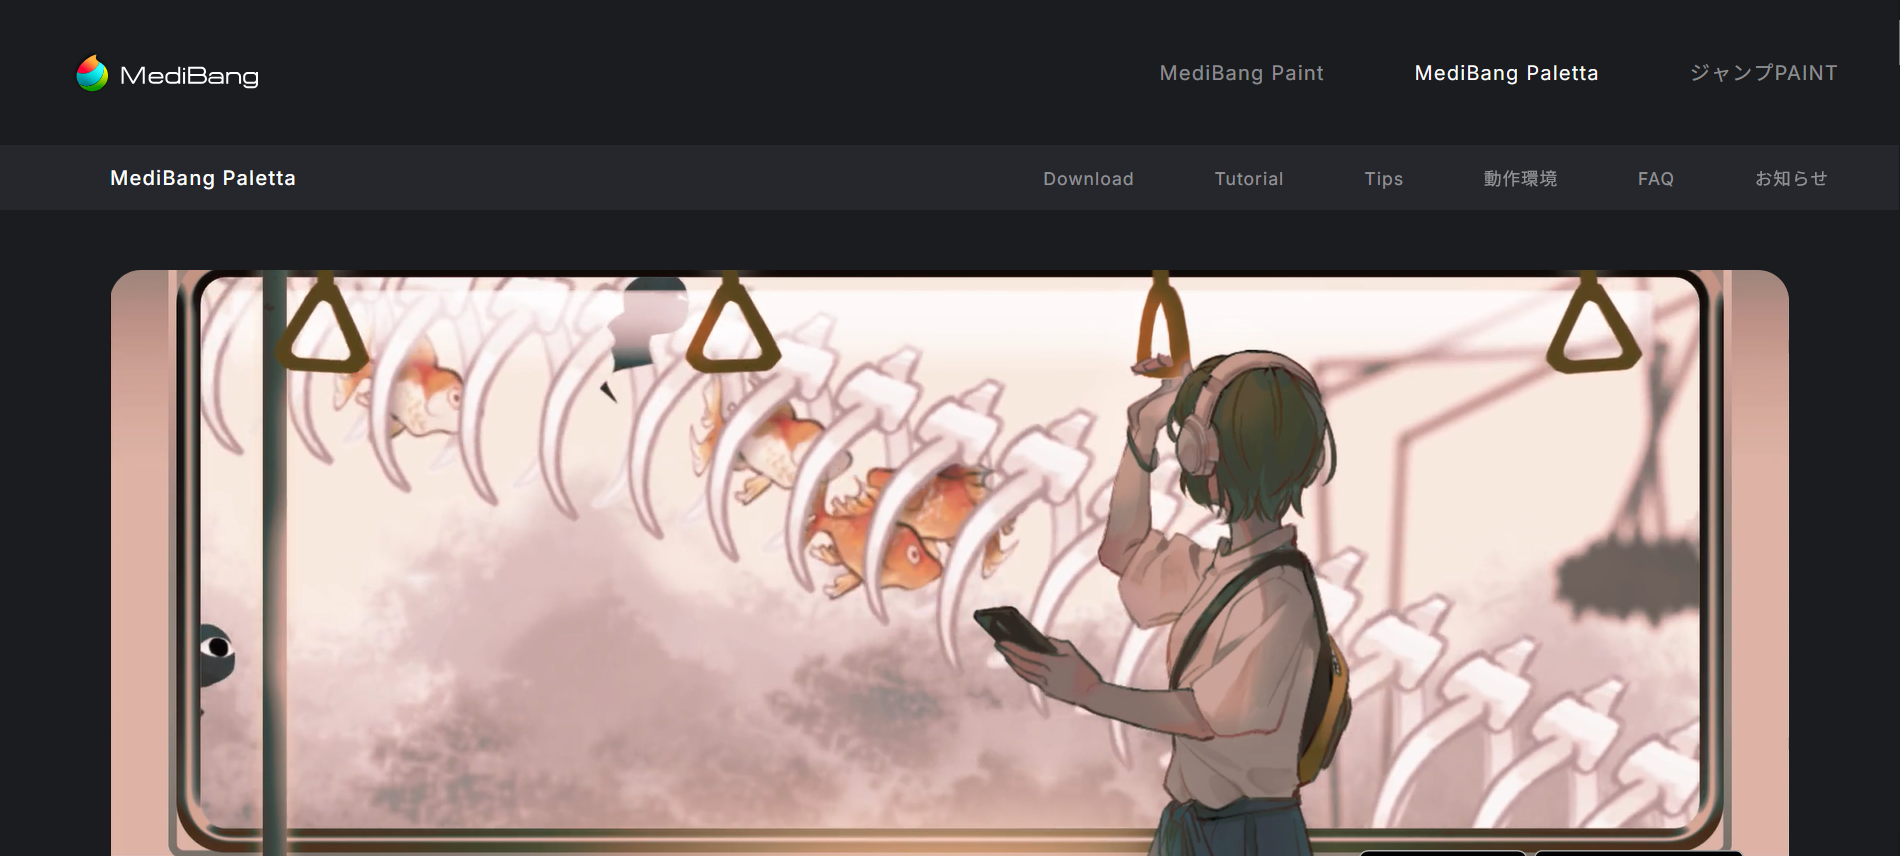 MediBang
MediBang Paint
MediBang Paletta
ジャンプPAINT
MediBang Paletta
Download
Tutorial
Tips
動作環境
FAQ
お知らせ